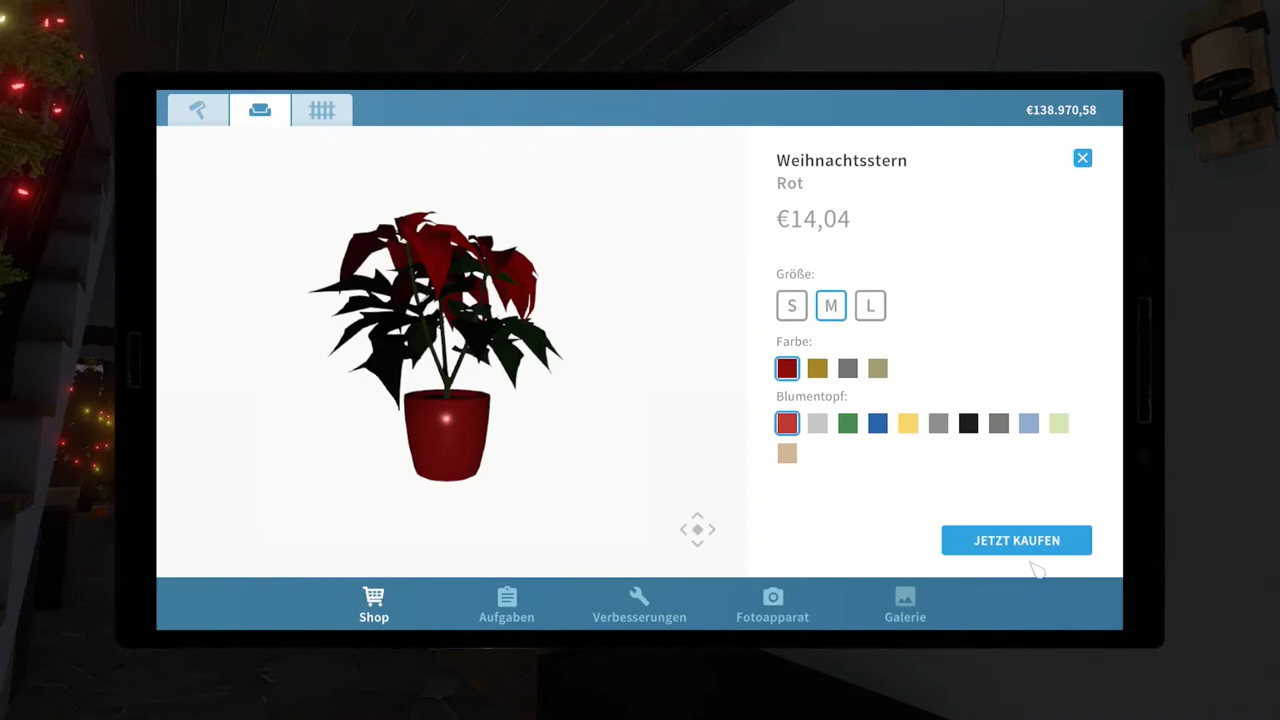 €138.970,58
Weihnachtsstern
Rot
€14,04
Größe:
S M L
Farbe:
Blumentopf:
JETZT KAUFEN
Shop Aufgaben Verbesserungen Fotoapparat Galerie